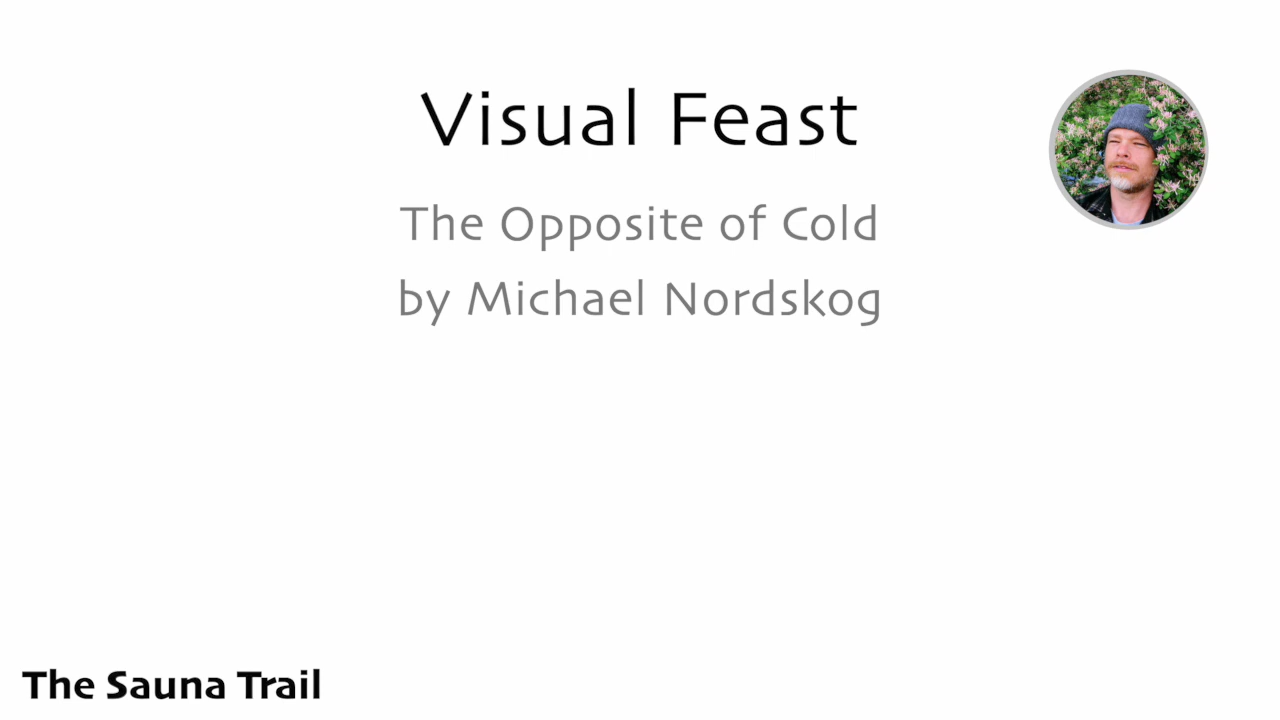 Visual Feast
The Opposite of Cold
by Michael Nordskog
The Sauna Trail